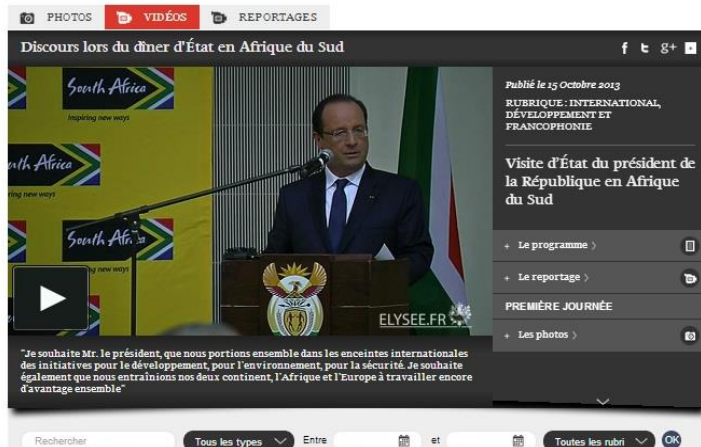 PHOTOS
VIDÉOS
REPORTAGES
Discours lors du dîner d'État en Afrique du Sud
f t g+
South Africa
Inspiring new ways
uth Africa
ing new ways
South Africa
ng new ways
ELYSEE.FR
"Je souhaite Mr. le président, que nous portions ensemble dans les enceintes internationales
des initiatives pour le développement, pour l'environnement, pour la sécurité. Je souhaite
également que nous entraînions nos deux continent, l'Afrique et l'Europe à travailler encore
d'avantage ensemble"
Publié le 15 Octobre 2013
RUBRIQUE : INTERNATIONAL,
DÉVELOPPEMENT ET
FRANCOPHONIE
Visite d'État du président de
la République en Afrique
du Sud
+ Le programme >
+ Le reportage >
PREMIÈRE JOURNÉE
+ Les photos >
Rechercher
Tous les types
Entre
et
Toutes les rubri
OK